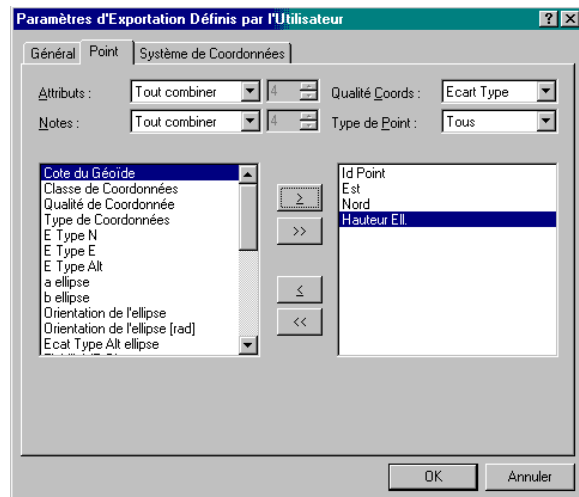 Paramètres d'Exportation Définis par l'Utilisateur
Général Point Système de Coordonnées
Attributs : Tout combiner 4 Qualité Coords : Ecart Type
Notes : Tout combiner 4 Type de Point : Tous
Cote du Géoïde
Classe de Coordonnées
Qualité de Coordonnée
Type de Coordonnées
E Type N
E Type E
E Type Alt
a ellipse
b ellipse
Orientation de l'ellipse
Orientation de l'ellipse [rad]
Ecat Type Alt ellipse
>
>>
<
<<
Id Point
Est
Nord
Hauteur Ell.
OK Annuler